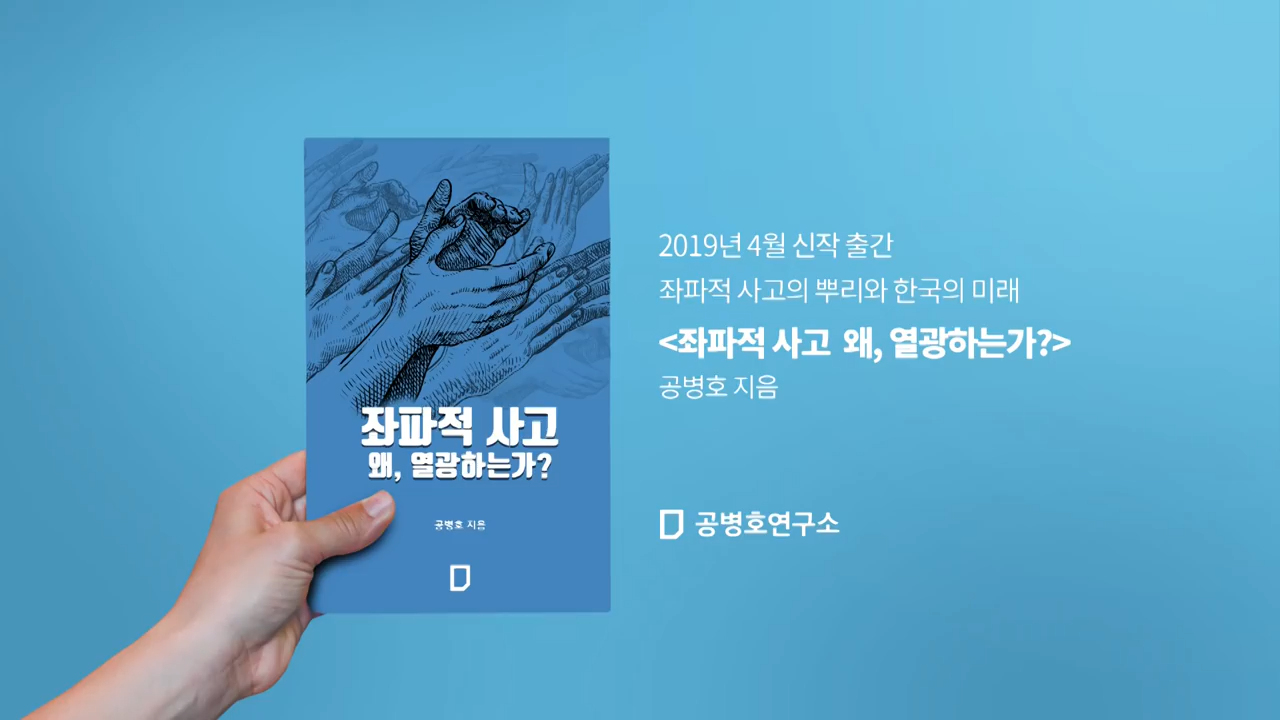 좌파적 사고
왜, 열광하는가?
공병호 지음
2019년 4월 신작 출간
좌파적 사고의 뿌리와 한국의 미래
<좌파적 사고 왜, 열광하는가?>
공병호 지음
공병호연구소